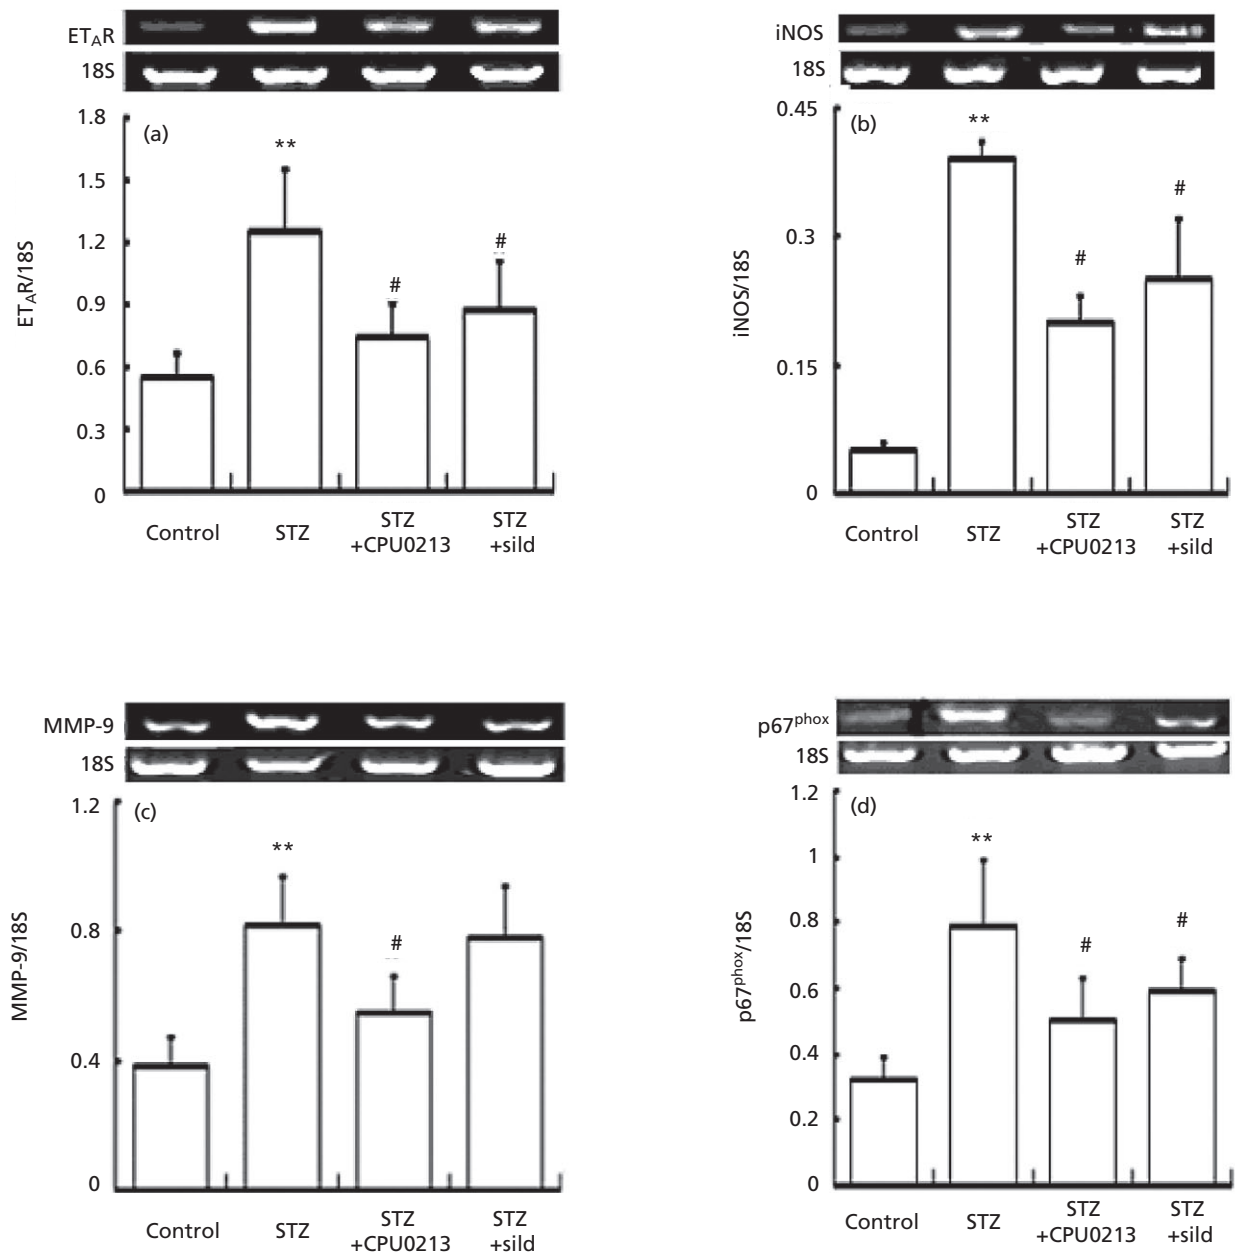 ETAR
18S
1.8
(a)
**
1.5
1.2
#
#
0.9
0.6
0.3
0
ETAR/18S
Control
STZ
STZ
+CPU0213
STZ
+sild
iNOS
18S
0.45
(b)
**
#
0.3
#
0.15
0
iNOS/18S
Control
STZ
STZ
+CPU0213
STZ
+sild
MMP-9
18S
1.2
(c)
**
0.8
#
0.4
0
MMP-9/18S
Control
STZ
STZ
+CPU0213
STZ
+sild
p67phox
18S
1.2
(d)
**
1
0.8
#
#
0.6
0.4
0.2
0
p67phox/18S
Control
STZ
STZ
+CPU0213
STZ
+sild